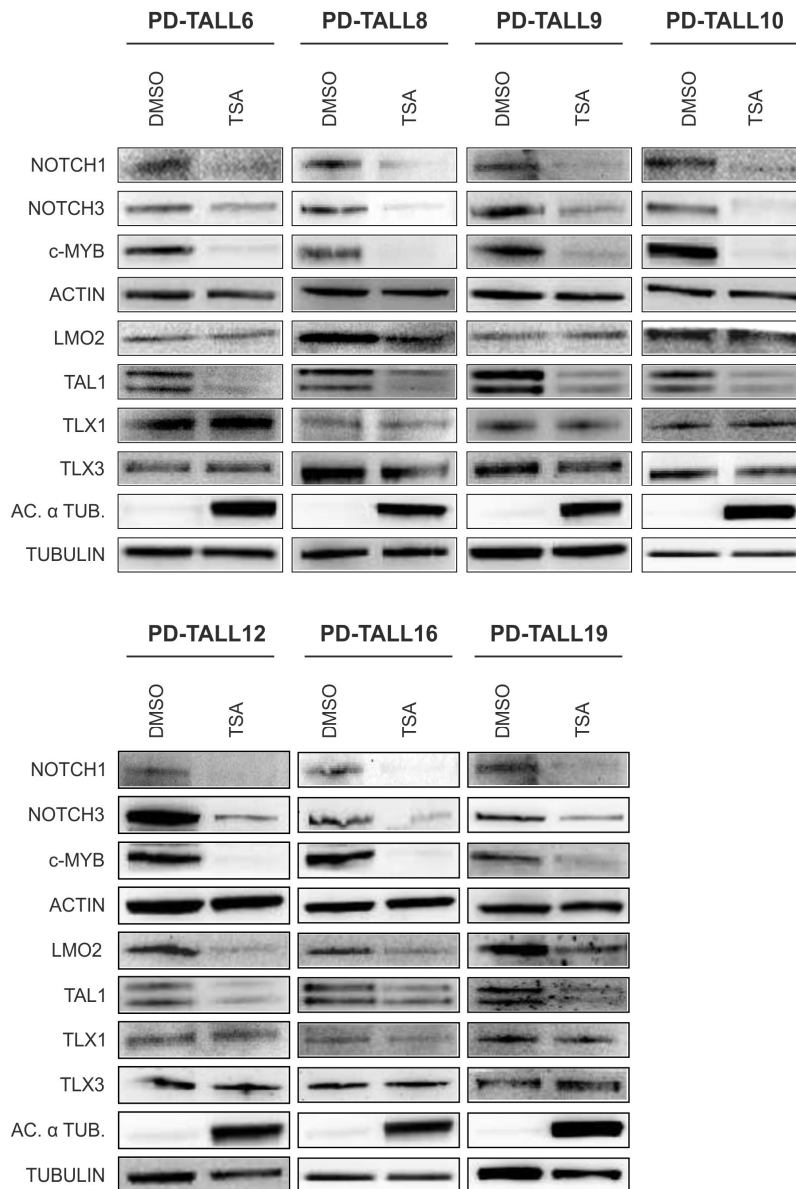 PD-TALL6 PD-TALL8 PD-TALL9 PD-TALL10
DMSO TSA DMSO TSA DMSO TSA DMSO TSA
NOTCH1
NOTCH3
c-MYB
ACTIN
LMO2
TAL1
TLX1
TLX3
AC. α TUB.
TUBULIN
PD-TALL12 PD-TALL16 PD-TALL19
DMSO TSA DMSO TSA DMSO TSA
NOTCH1
NOTCH3
c-MYB
ACTIN
LMO2
TAL1
TLX1
TLX3
AC. α TUB.
TUBULIN